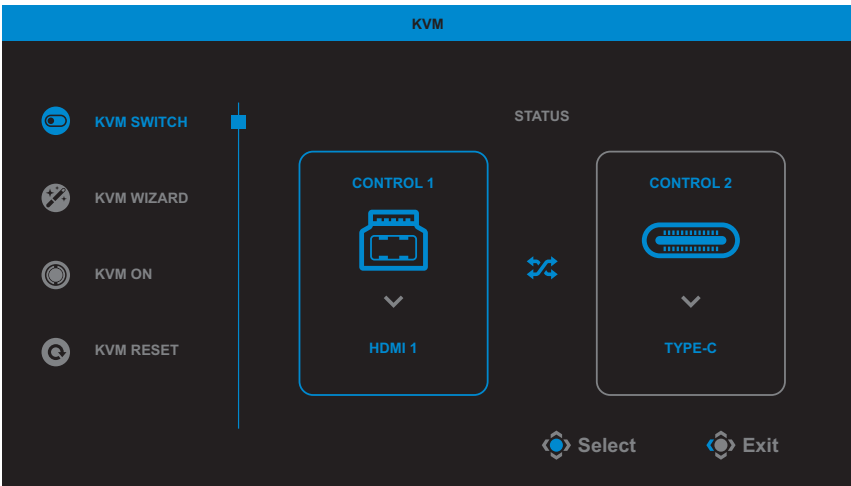 KVM
KVM SWITCH
KVM WIZARD
KVM ON
KVM RESET
STATUS
CONTROL 1
HDMI 1
CONTROL 2
TYPE-C
Select
Exit